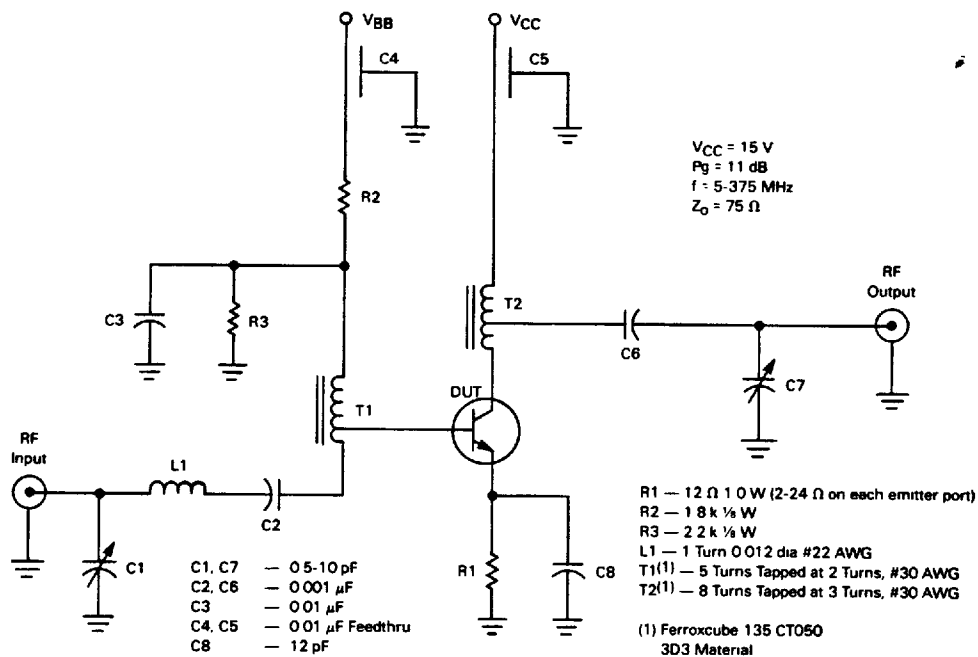 VBB
VCC
C4
C5
VCC = 15 V
Pg = 11 dB
f = 5-375 MHz
Zo = 75 Ω
R2
RF
Output
T2
C3
R3
C6
C7
DUT
T1
RF
Input
L1
C2
C1
R1
C8
R1 — 12 Ω 1 0 W (2-24 Ω on each emitter port)
R2 — 1 8 k ⅛ W
R3 — 2 2 k ⅛ W
L1 — 1 Turn 0 012 dia #22 AWG
T1(1) — 5 Turns Tapped at 2 Turns, #30 AWG
T2(1) — 8 Turns Tapped at 3 Turns, #30 AWG
(1) Ferroxcube 135 CT050
3D3 Material
C1, C7 — 0 5-10 pF
C2, C6 — 0 001 μF
C3 — 0 01 μF
C4, C5 — 0 01 μF Feedthru
C8 — 12 pF